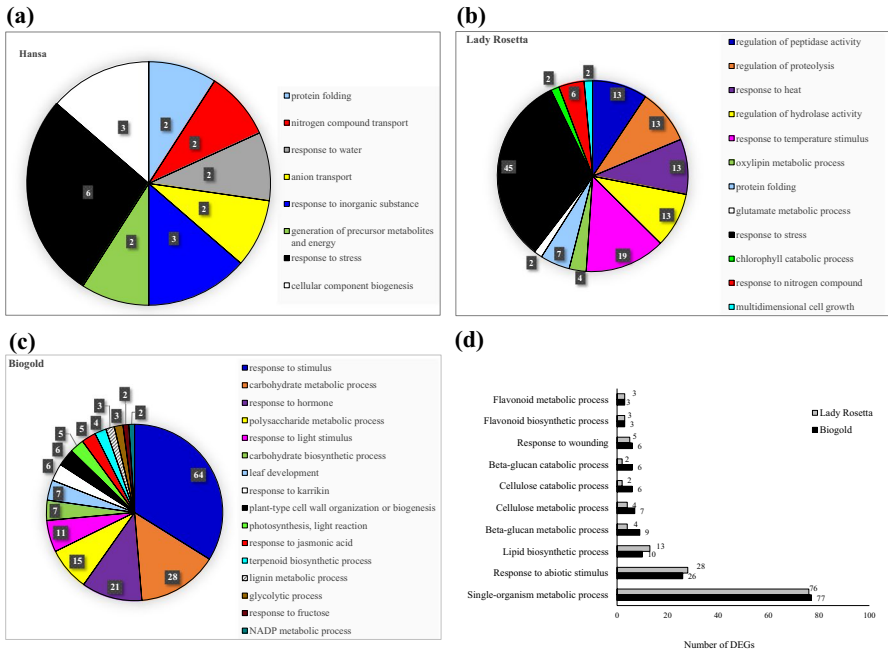 (a)
Hansa
2
2
2
2
3
2
6
3
protein folding
nitrogen compound transport
response to water
anion transport
response to inorganic substance
generation of precursor metabolites
and energy
response to stress
cellular component biogenesis
(b)
Lady Rosetta
13
13
13
13
19
4
7
2
45
2
6
2
regulation of peptidase activity
regulation of proteolysis
response to heat
regulation of hydrolase activity
response to temperature stimulus
oxylipin metabolic process
protein folding
glutamate metabolic process
response to stress
chlorophyll catabolic process
response to nitrogen compound
multidimensional cell growth
(c)
Biogold
64
28
21
15
11
7
7
6
6
5
5
4
3
3
2
2
response to stimulus
carbohydrate metabolic process
response to hormone
polysaccharide metabolic process
response to light stimulus
carbohydrate biosynthetic process
leaf development
response to karrikin
plant-type cell wall organization or biogenesis
photosynthesis, light reaction
response to jasmonic acid
terpenoid biosynthetic process
lignin metabolic process
glycolytic process
response to fructose
NADP metabolic process
(d)
Flavonoid metabolic process 3 3
Flavonoid biosynthetic process 3 3
Response to wounding 5 6
Beta-glucan catabolic process 2 6
Cellulose catabolic process 2 6
Cellulose metabolic process 4 7
Beta-glucan metabolic process 4 9
Lipid biosynthetic process 13 10
Response to abiotic stimulus 28 26
Single-organism metabolic process 76 77
Lady Rosetta
Biogold
0 20 40 60 80 100
Number of DEGs